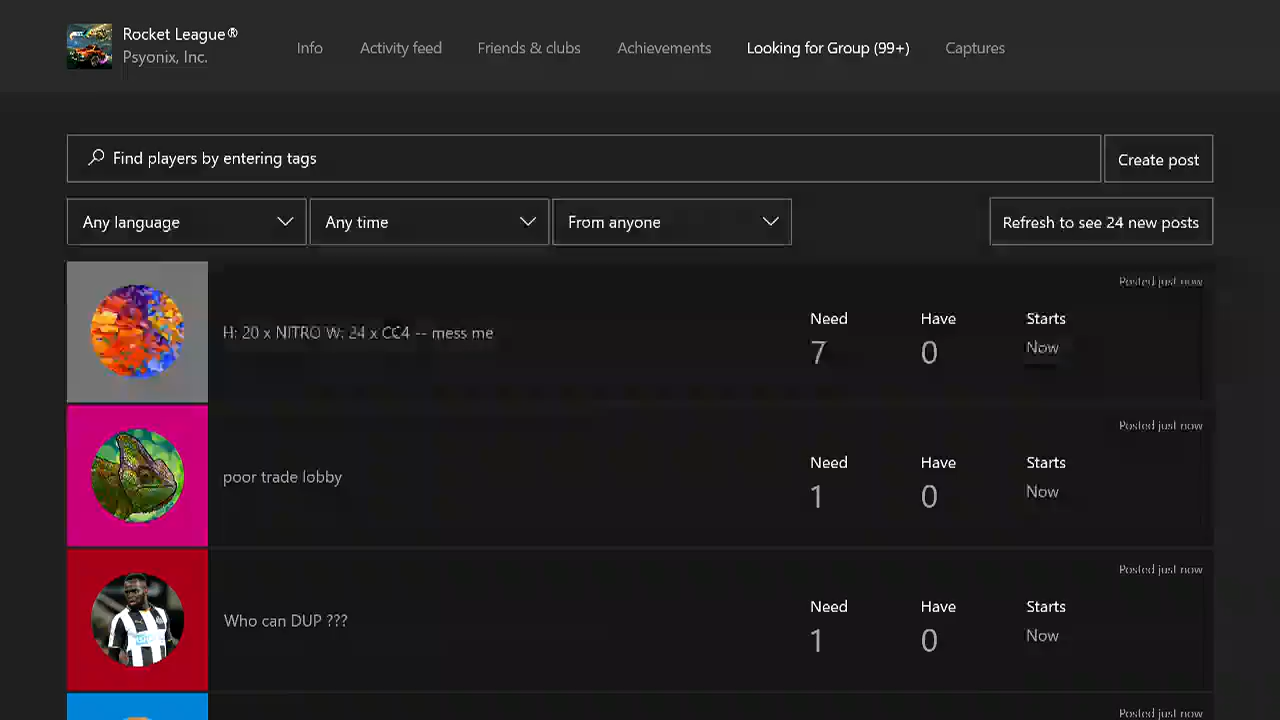 Rocket League®
Psyonix, Inc.
Info
Activity feed
Friends & clubs
Achievements
Looking for Group (99+)
Captures
Find players by entering tags
Create post
Any language
Any time
From anyone
Refresh to see 24 new posts
Posted just now
H: 20 x NITRO W: 24 x CC4 -- mess me
Need
Have
Starts
7
0
Now
Posted just now
poor trade lobby
Need
Have
Starts
1
0
Now
Posted just now
Who can DUP ???
Need
Have
Starts
1
0
Now
Posted just now